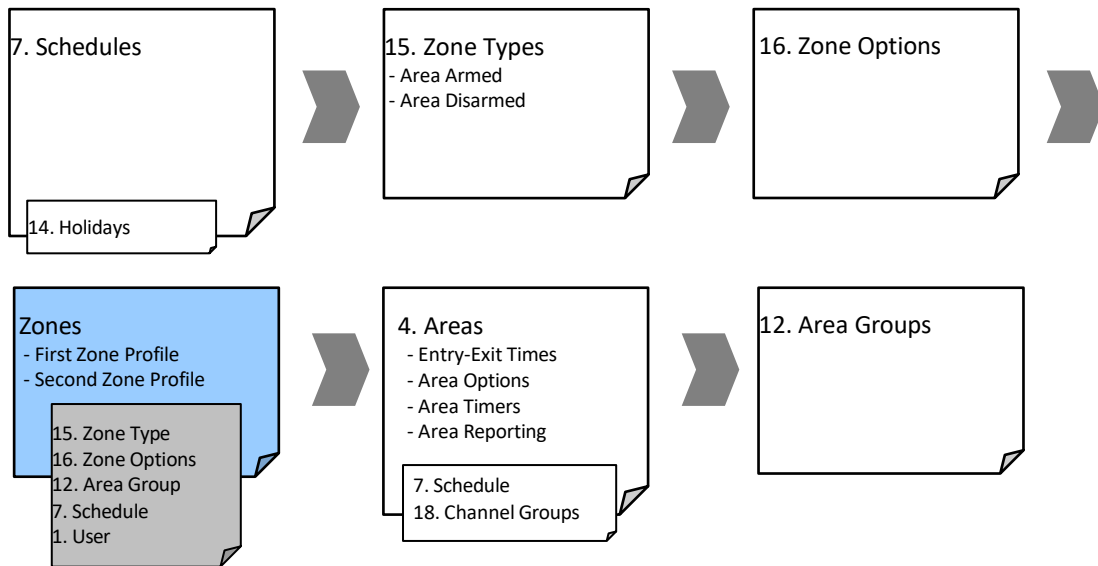 7. Schedules
14. Holidays
15. Zone Types
- Area Armed
- Area Disarmed
16. Zone Options
Zones
- First Zone Profile
- Second Zone Profile
15. Zone Type
16. Zone Options
12. Area Group
7. Schedule
1. User
4. Areas
- Entry-Exit Times
- Area Options
- Area Timers
- Area Reporting
7. Schedule
18. Channel Groups
12. Area Groups